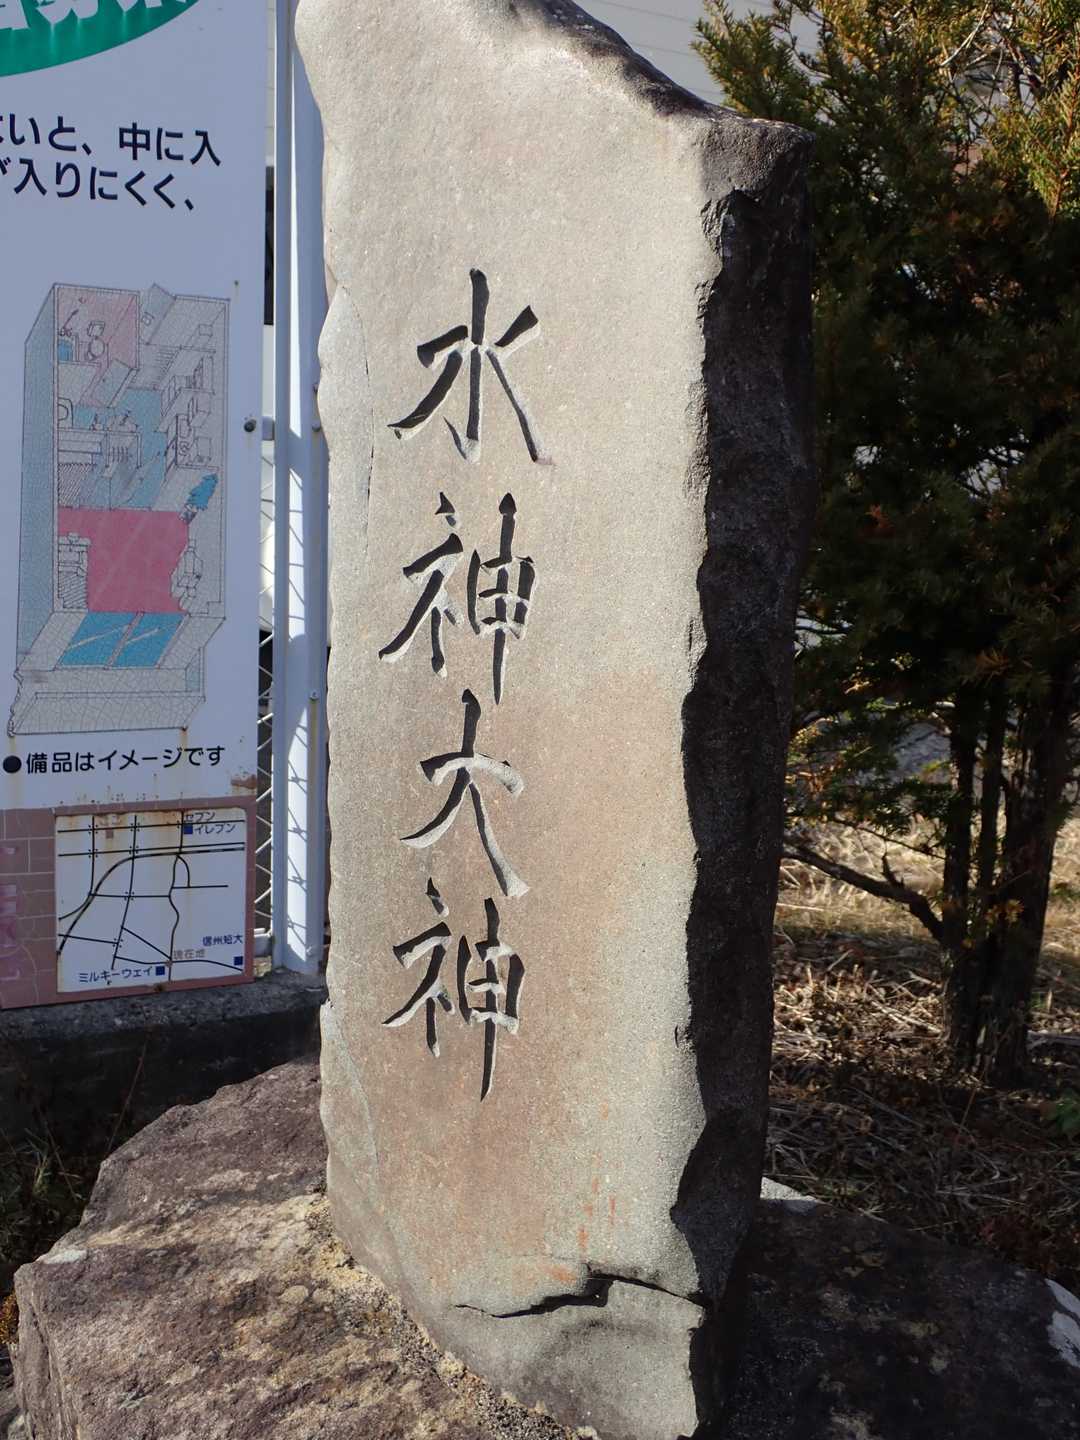 いと、中に入
入りにくく、
水神大神
●備品はイメージです
セブン
イレブン
信州短大
現在地
ミルキーウェイ